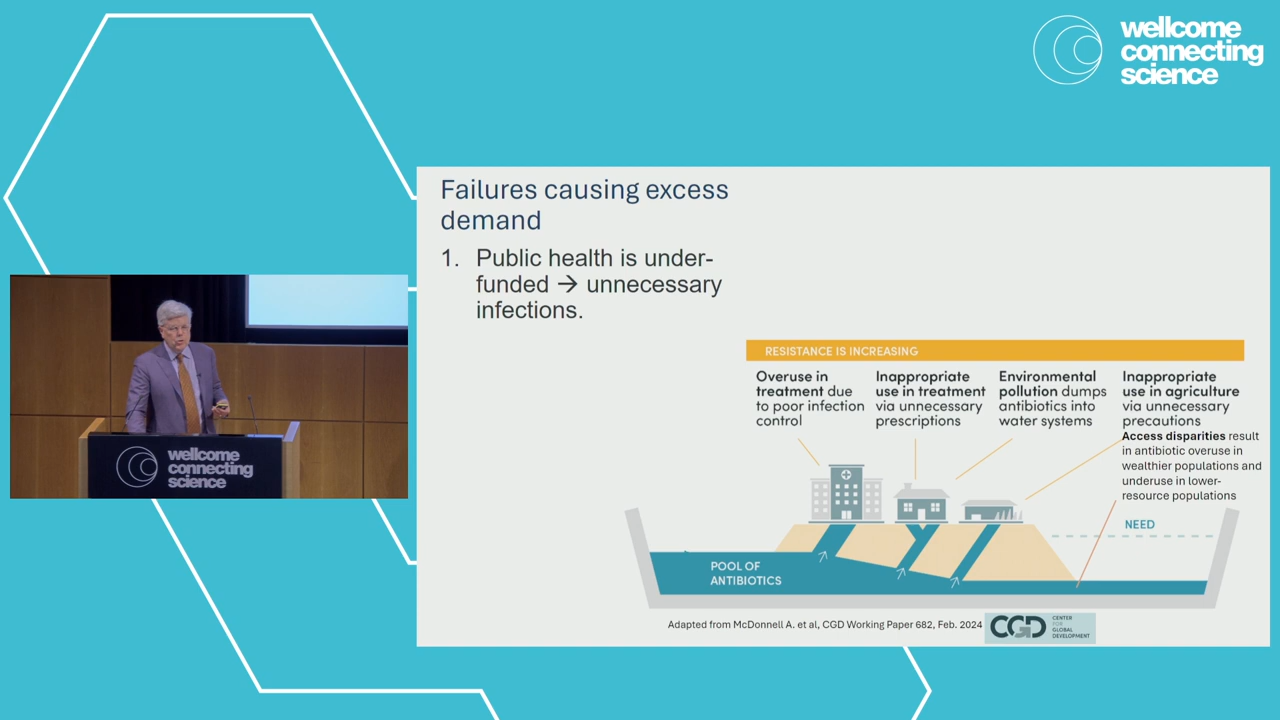 wellcome
connecting
science
Failures causing excess
demand
1. Public health is under-
funded → unnecessary
infections.
RESISTANCE IS INCREASING
Overuse in
treatment due
to poor infection
control
Inappropriate
use in treatment
via unnecessary
prescriptions
Environmental
pollution dumps
antibiotics into
water systems
Inappropriate
use in agriculture
via unnecessary
precautions
Access disparities result
in antibiotic overuse in
wealthier populations and
underuse in lower-
resource populations
NEED
POOL OF
ANTIBIOTICS
Adapted from McDonnell A. et al, CGD Working Paper 682, Feb. 2024
CGD
CENTER
FOR
GLOBAL
DEVELOPMENT
wellcome
connecting
science